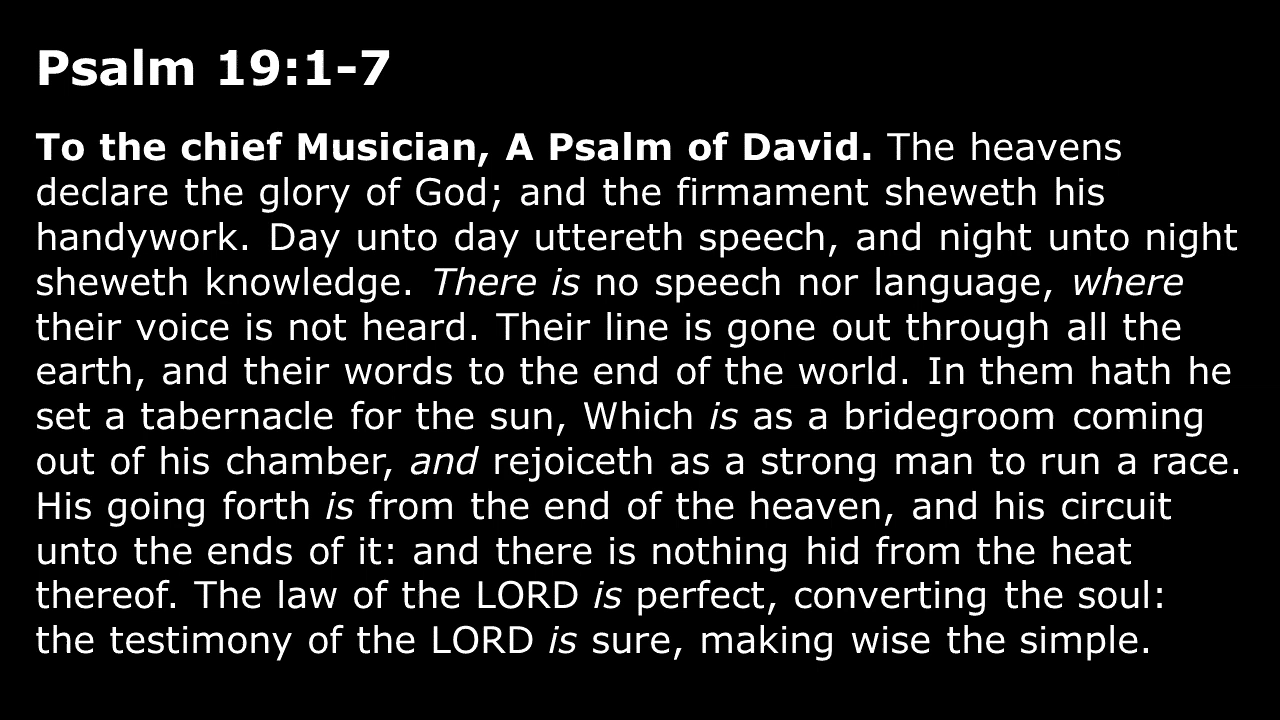 Psalm 19:1-7
To the chief Musician, A Psalm of David. The heavens
declare the glory of God; and the firmament sheweth his
handywork. Day unto day uttereth speech, and night unto night
sheweth knowledge. There is no speech nor language, where
their voice is not heard. Their line is gone out through all the
earth, and their words to the end of the world. In them hath he
set a tabernacle for the sun, Which is as a bridegroom coming
out of his chamber, and rejoiceth as a strong man to run a race.
His going forth is from the end of the heaven, and his circuit
unto the ends of it: and there is nothing hid from the heat
thereof. The law of the LORD is perfect, converting the soul:
the testimony of the LORD is sure, making wise the simple.